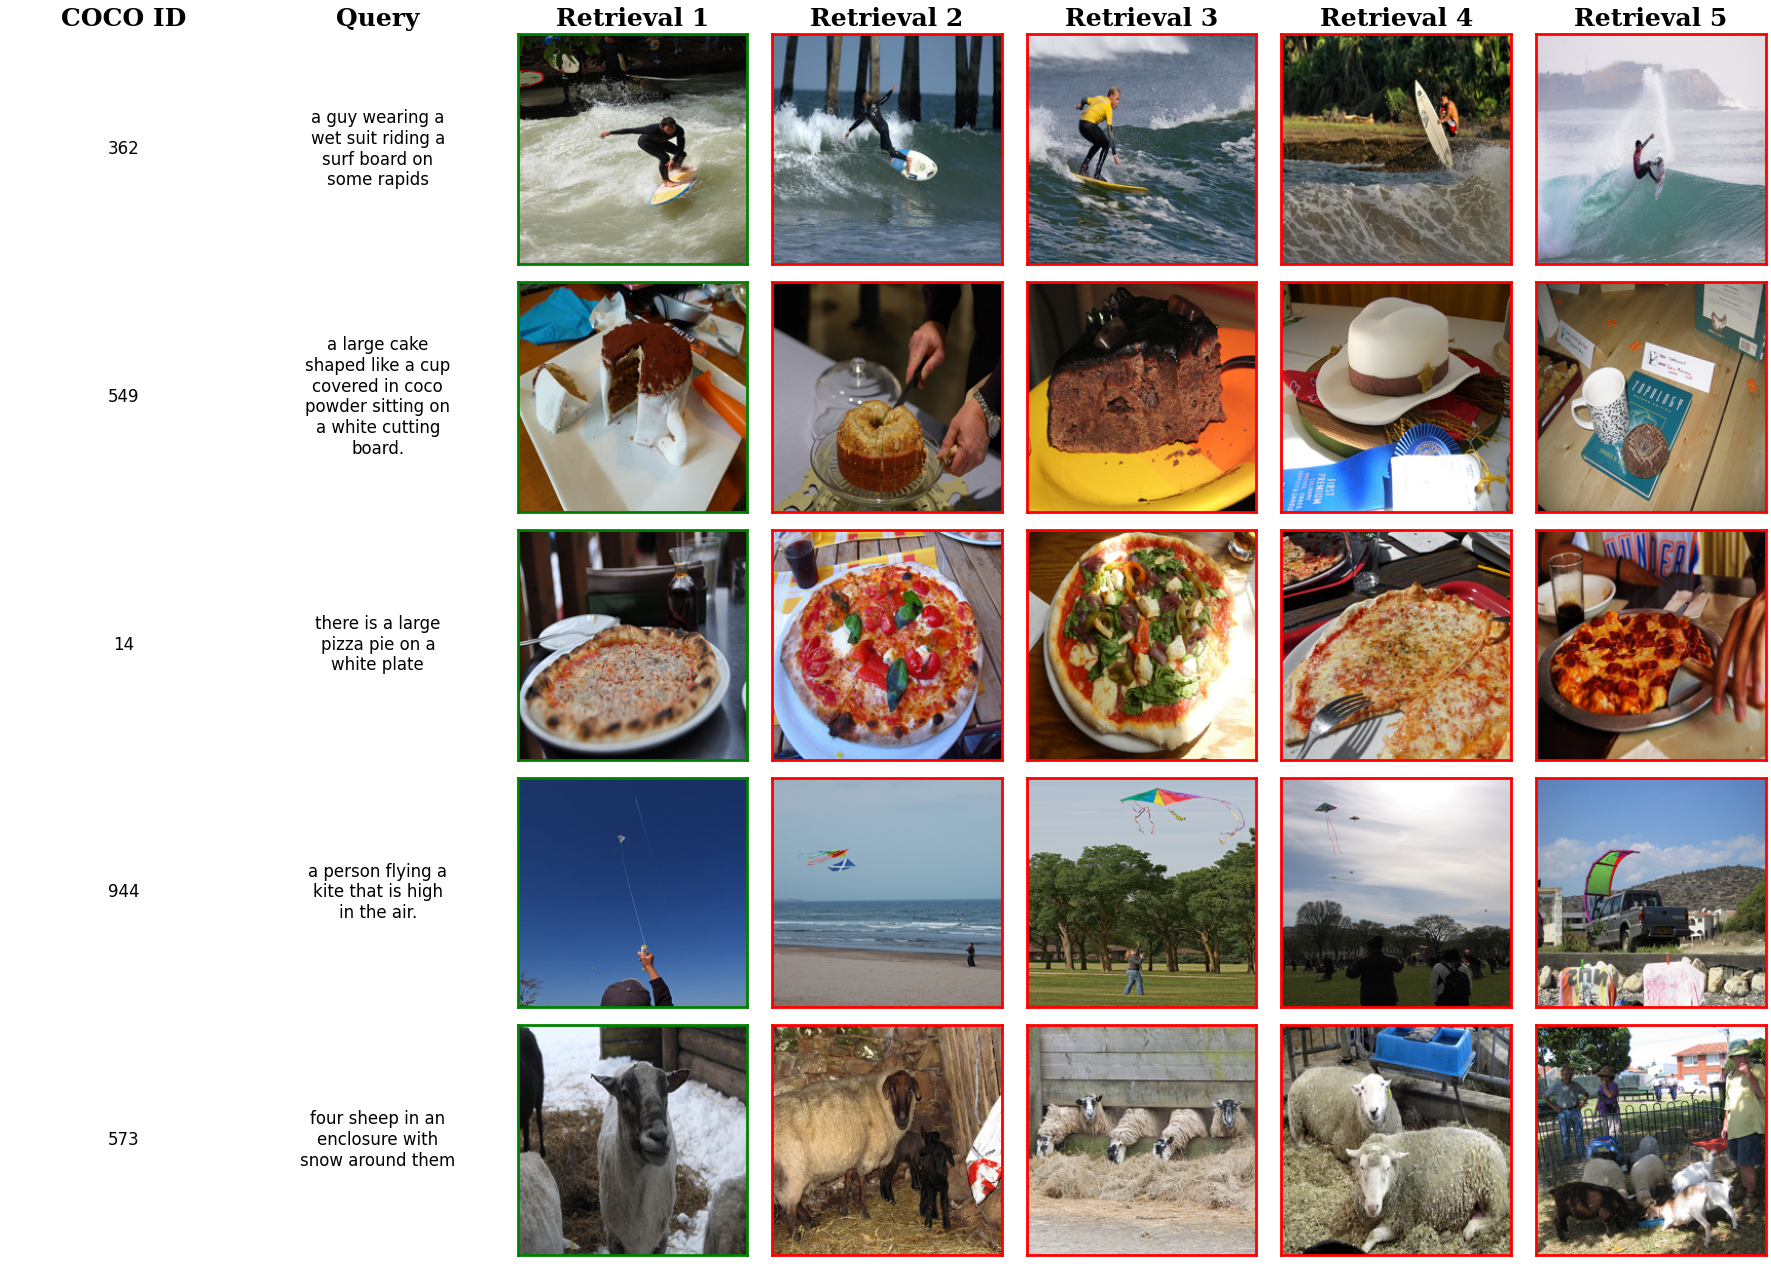 COCO ID Query Retrieval 1 Retrieval 2 Retrieval 3 Retrieval 4 Retrieval 5
362
a guy wearing a
wet suit riding a
surf board on
some rapids
549
a large cake
shaped like a cup
covered in coco
powder sitting on
a white cutting
board.
FIRST
PREMIUM
TOPOLOGY
14
there is a large
pizza pie on a
white plate
944
a person flying a
kite that is high
in the air.
573
four sheep in an
enclosure with
snow around them